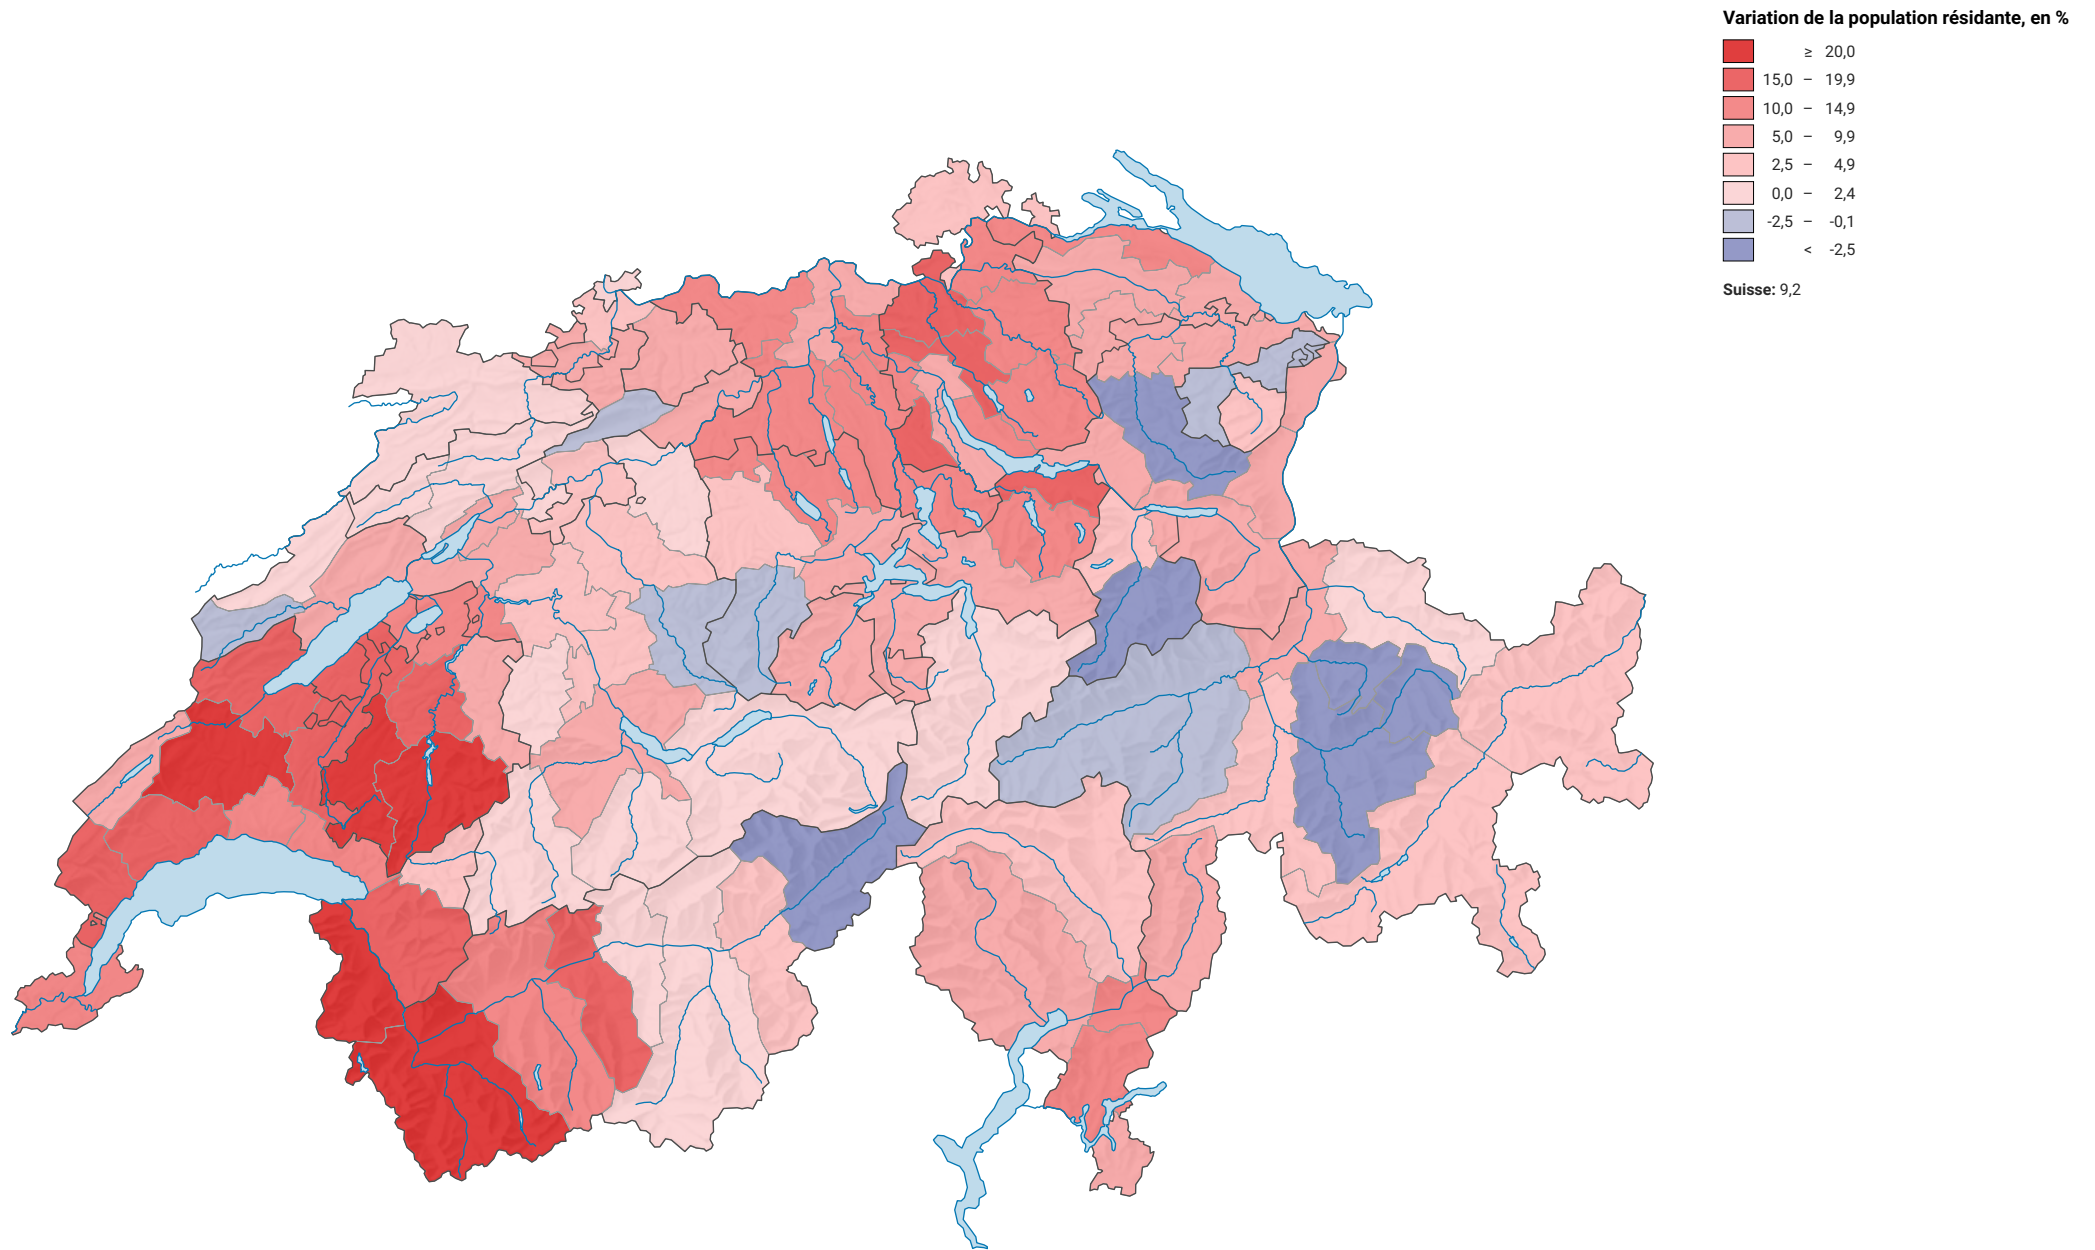 Variation de la population résidante, en %
≥ 20,0
15,0 – 19,9
10,0 – 14,9
5,0 – 9,9
2,5 – 4,9
0,0 – 2,4
-2,5 – -0,1
< -2,5
Suisse: 9,2